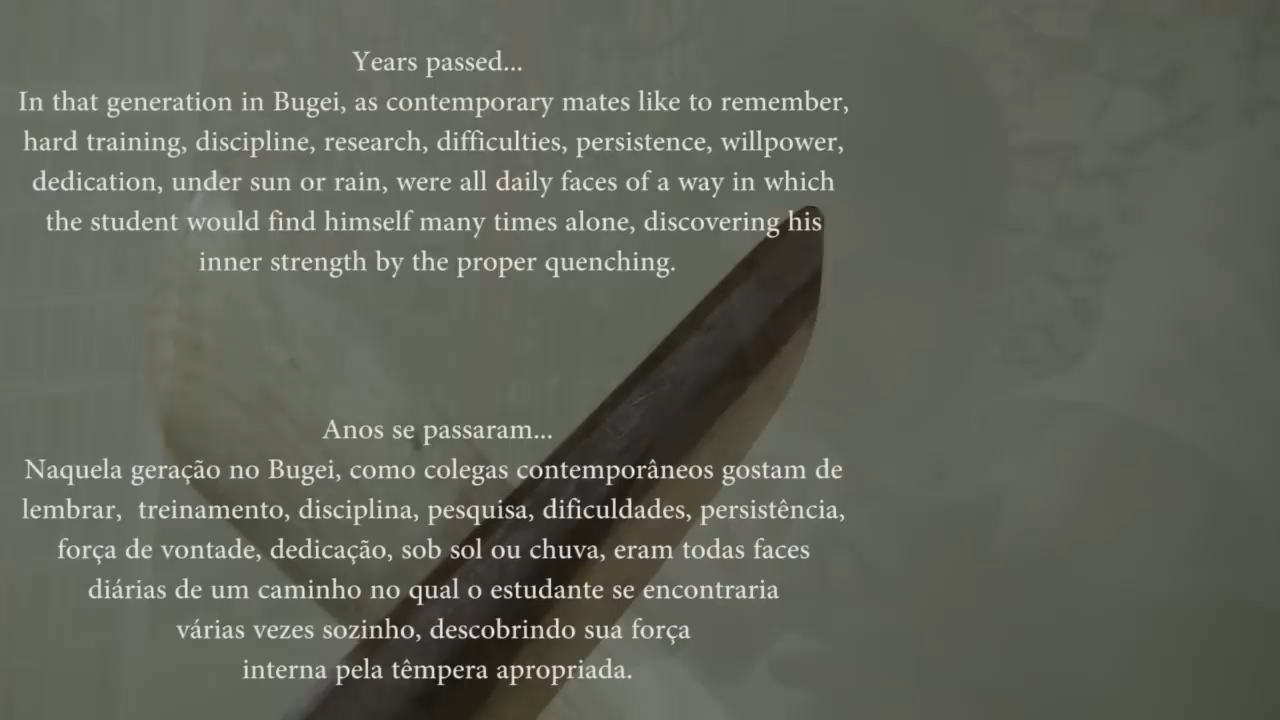 Years passed...
In that generation in Bugei, as contemporary mates like to remember,
hard training, discipline, research, difficulties, persistence, willpower,
dedication, under sun or rain, were all daily faces of a way in which
the student would find himself many times alone, discovering his
inner strength by the proper quenching.
Anos se passaram...
Naquela geração no Bugei, como colegas contemporâneos gostam de
lembrar,  treinamento, disciplina, pesquisa, dificuldades, persistência,
força de vontade, dedicação, sob sol ou chuva, eram todas faces
diárias de um caminho no qual o estudante se encontraria
várias vezes sozinho, descobrindo sua força
interna pela têmpera apropriada.